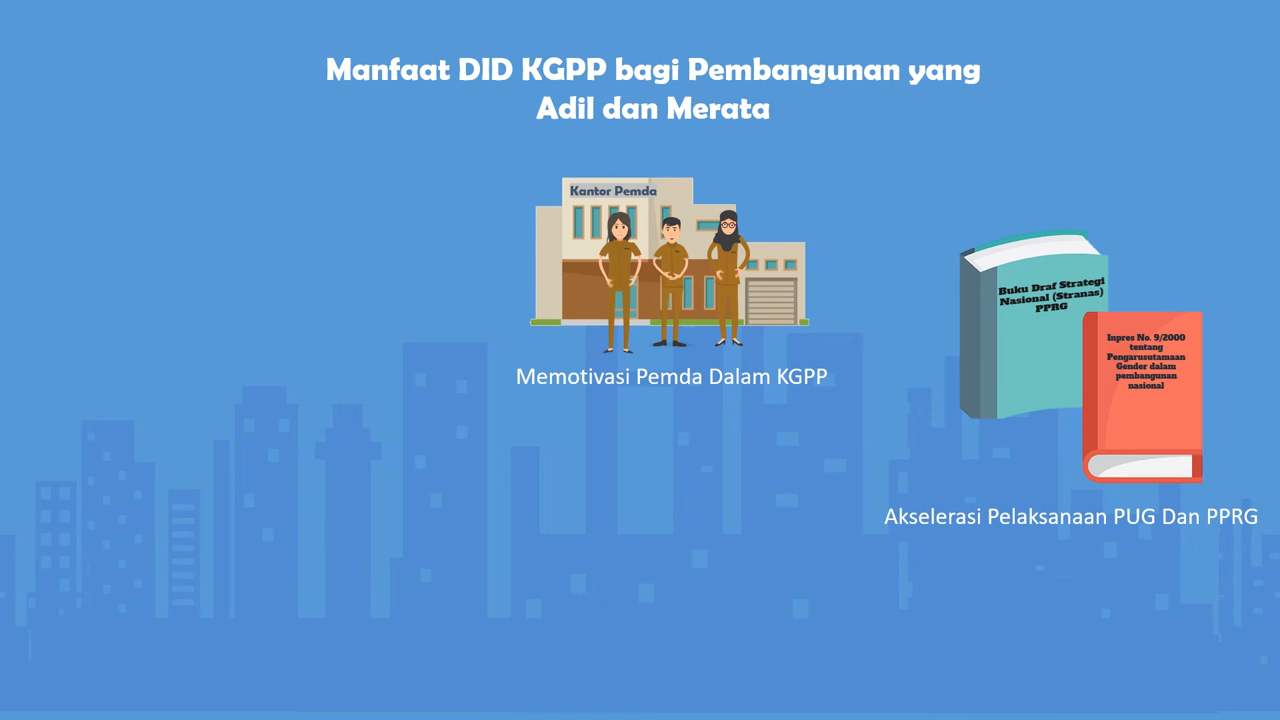 Manfaat DID KGPP bagi Pembangunan yang
Adil dan Merata
Kantor Pemda
Memotivasi Pemda Dalam KGPP
Buku Draf Strategi
Nasional (Stranas)
PPRG
Inpres No. 9/2000
tentang
Pengarusutamaan
Gender dalam
pembangunan
nasional
Akselerasi Pelaksanaan PUG Dan PPRG